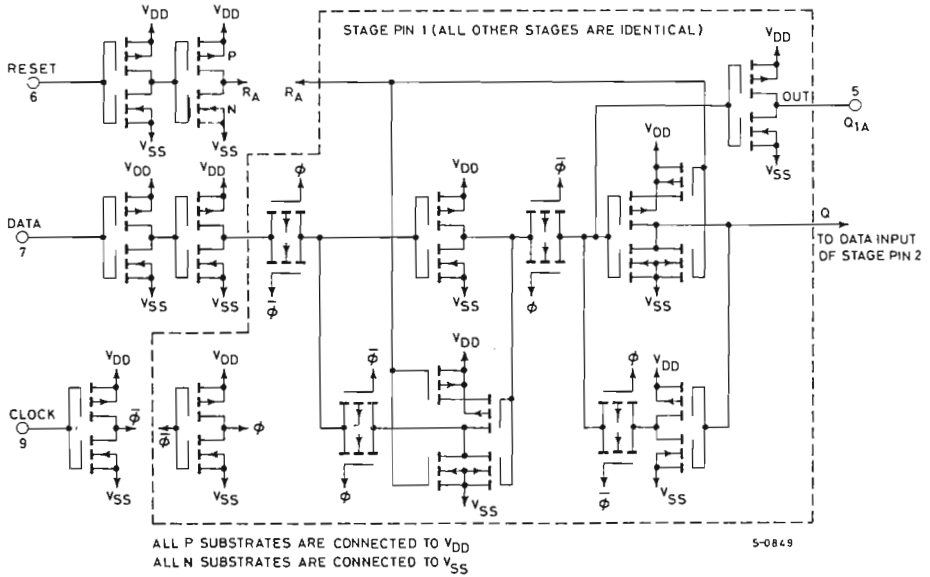 STAGE PIN 1 (ALL OTHER STAGES ARE IDENTICAL)
VDD VDD
VDD
RESET
6
P
RA RA
N
OUT
5
Q1A
VSS VSS
VSS
VDD
VDD VDD
ϕ
VDD
ϕ̅
DATA
7
Q
TO DATA INPUT
OF STAGE PIN 2
VSS VSS
ϕ̅
VSS
ϕ
VSS
VDD
VDD
ϕ̅
VDD
ϕ
VDD
CLOCK
9
ϕ̅
ϕ̅
ϕ
VSS
VSS
ϕ
VSS
ϕ̅
VSS
ALL P SUBSTRATES ARE CONNECTED TO VDD
ALL N SUBSTRATES ARE CONNECTED TO VSS
S-0849